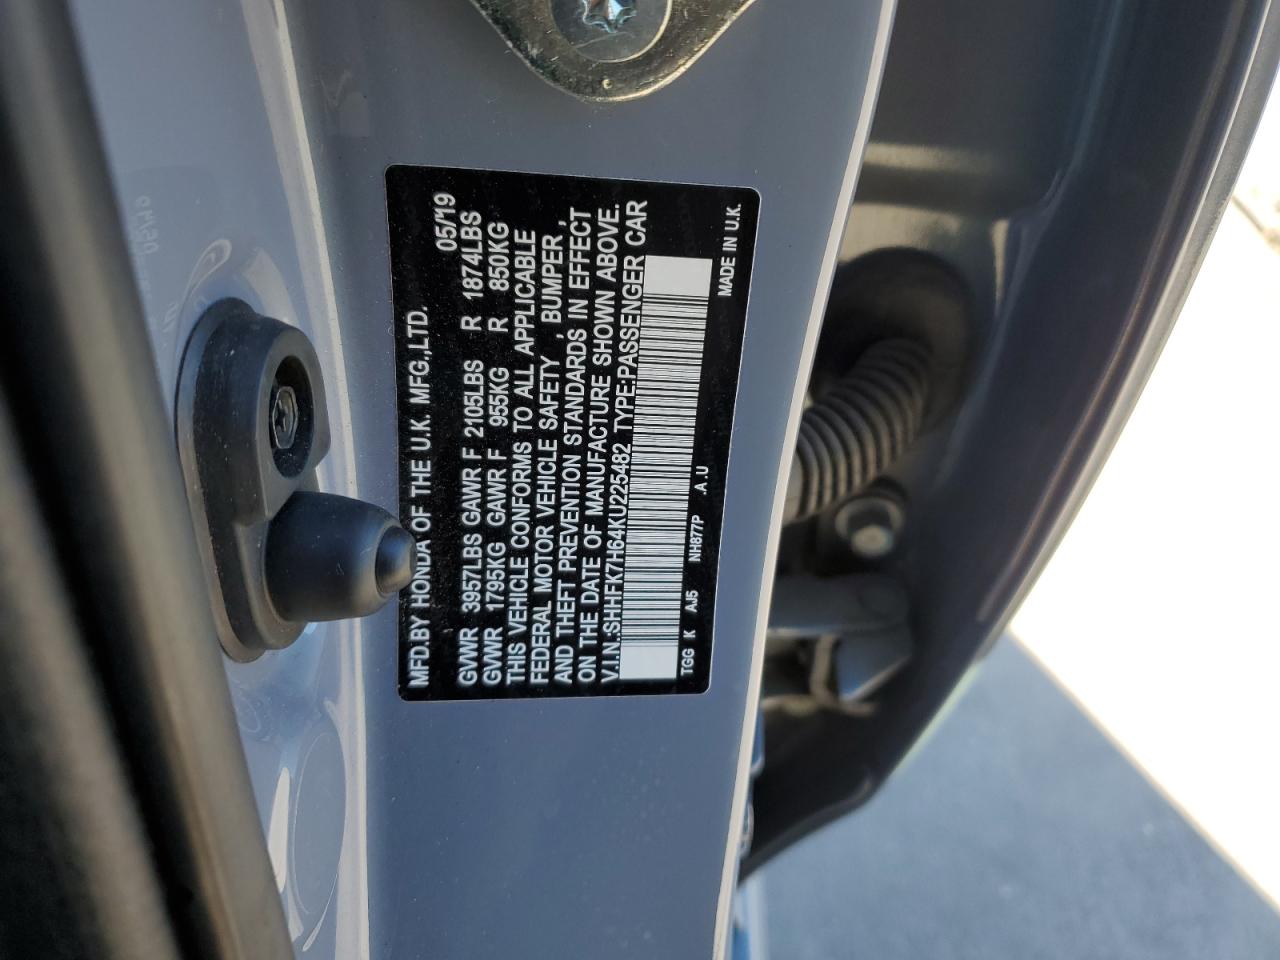 MFD.BY HONDA OF THE U.K. MFG.,LTD. 05/19
GVWR 3957LBS GAWR F 2105LBS R 1874LBS
GVWR 1795KG GAWR F 955KG R 850KG
THIS VEHICLE CONFORMS TO ALL APPLICABLE
FEDERAL MOTOR VEHICLE SAFETY , BUMPER,
AND THEFT PREVENTION STANDARDS IN EFFECT
ON THE DATE OF MANUFACTURE SHOWN ABOVE.
V.I.N.:SHHFK7H64KU225482 TYPE:PASSENGER CAR
TGG K AJ5 NH877P .A.U
MADE IN U.K.